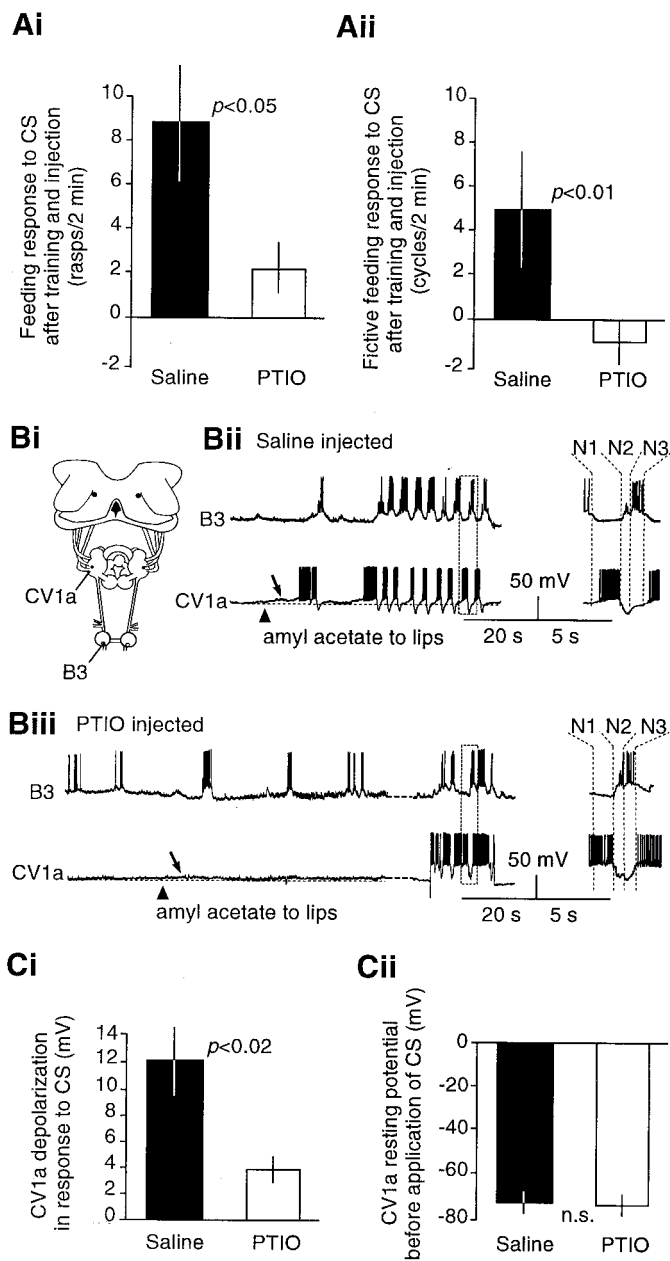 Ai
Feeding response to CS
after training and injection
(rasps/2 min)
10
8
6
4
2
0
-2
p<0.05
Saline
PTIO
Aii
Fictive feeding response to CS
after training and injection
(cycles/2 min)
10
8
6
4
2
0
-2
p<0.01
Saline
PTIO
Bi
CV1a
B3
Bii
Saline injected
B3
CV1a
amyl acetate to lips
50 mV
20 s
5 s
N1
N2
N3
Biii
PTIO injected
B3
CV1a
amyl acetate to lips
50 mV
20 s
5 s
N1
N2
N3
Ci
CV1a depolarization
in response to CS (mV)
14
12
10
8
6
4
2
0
p<0.02
Saline
PTIO
Cii
CV1a resting potential
before application of CS (mV)
0
-20
-40
-60
-80
n.s.
Saline
PTIO